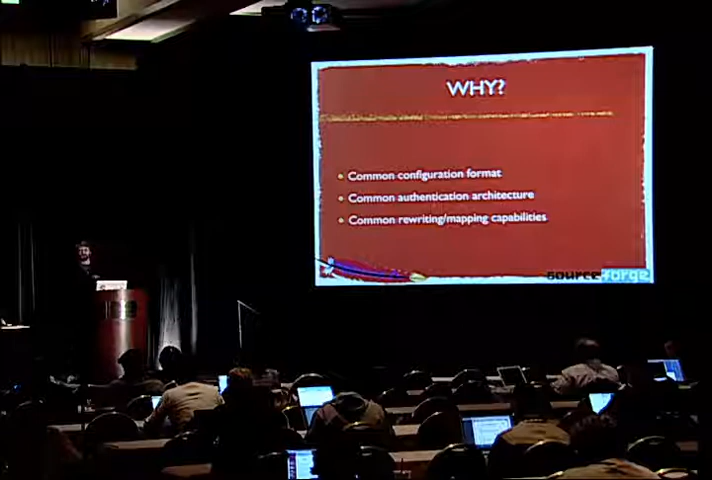 WHY?
Common configuration format
Common authentication architecture
Common rewriting/mapping capabilities
sourceforge